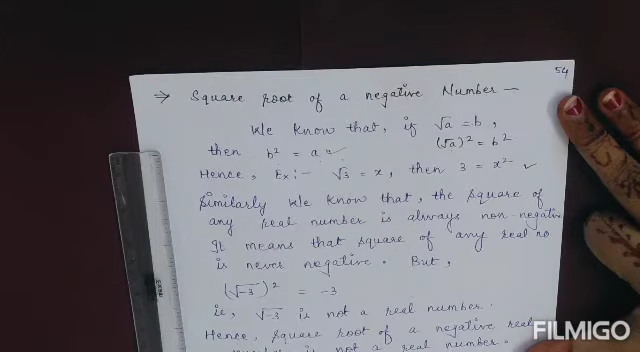 54
⇒ Square root of a negative Number –
We know that, if √a = b,
then b² = a ✓ (√a)² = b²
Hence, Ex:- √3 = x, then 3 = x² ✓
Similarly we know that, the square of
any real number is always non-negative
It means that square of any real no
is never negative. But,
(√-3)² = -3
ie, √-3 is not a real number.
Hence, square root of a negative real
is not a real number.
FILMIGO